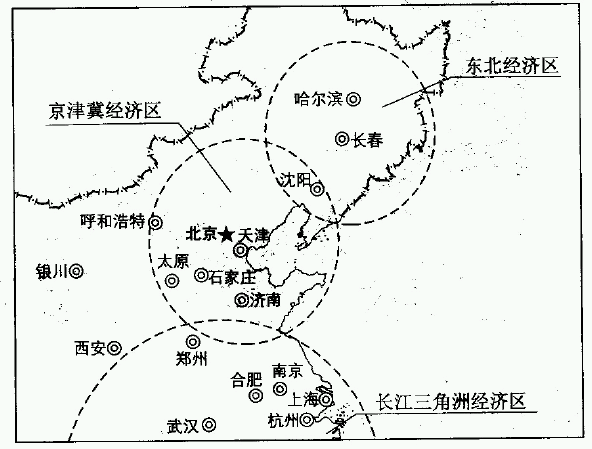 东北经济区
哈尔滨
京津冀经济区
长春
沈阳
呼和浩特
北京
天津
太原
银川
石家庄
济南
西安
郑州
合肥
南京
上海
长江三角洲经济区
杭州
武汉